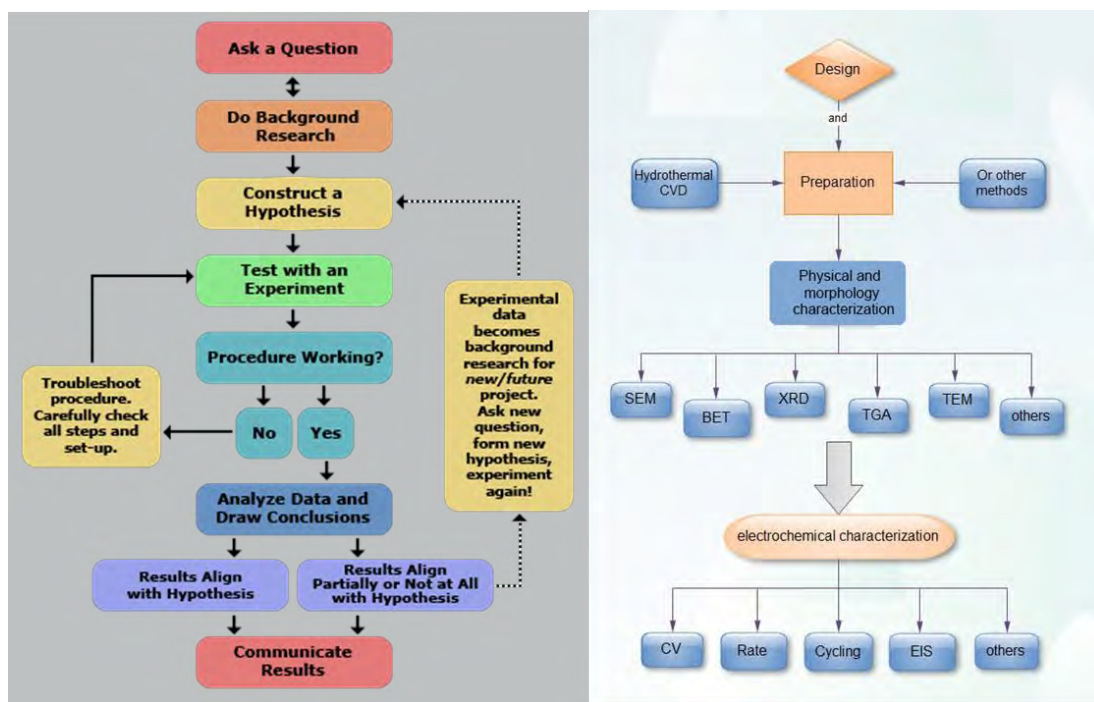 Ask a Question
Do Background
Research
Construct a
Hypothesis
Test with an
Experiment
Procedure Working?
Troubleshoot
procedure.
Carefully check
all steps and
set-up.
No
Yes
Experimental
data
becomes
background
research for
new/future
project.
Ask new
question,
form new
hypothesis,
experiment
again!
Analyze Data and
Draw Conclusions
Results Align
with Hypothesis
Results Align
Partially or Not at All
with Hypothesis
Communicate
Results
Design
and
Hydrothermal
CVD
Preparation
Or other
methods
Physical and
morphology
characterization
SEM
BET
XRD
TGA
TEM
others
electrochemical characterization
CV
Rate
Cycling
EIS
others